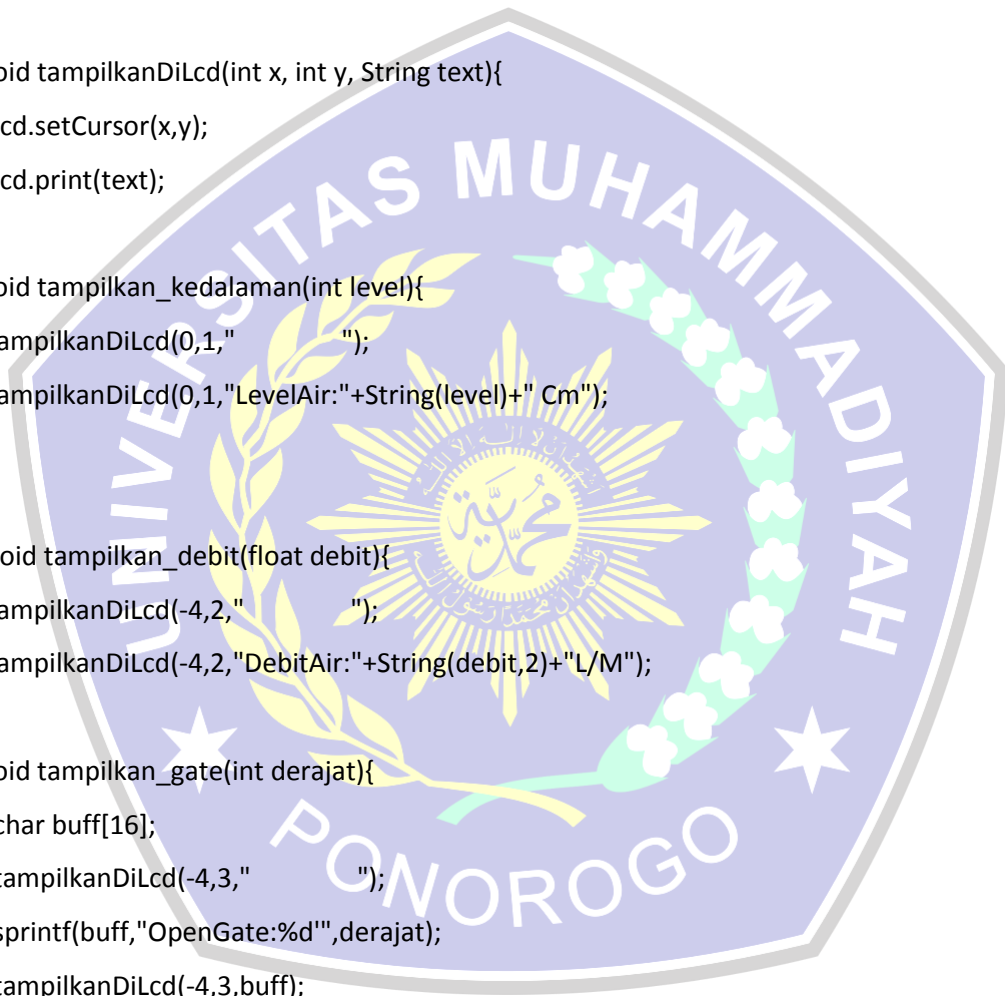 oid tampilkanDiLcd(int x, int y, String text){
cd.setCursor(x,y);
cd.print(text);
oid tampilkan_kedalaman(int level){
ampilkanDiLcd(0,1,"                ");
ampilkanDiLcd(0,1,"LevelAir:"+String(level)+" Cm");
oid tampilkan_debit(float debit){
ampilkanDiLcd(-4,2,"                ");
ampilkanDiLcd(-4,2,"DebitAir:"+String(debit,2)+"L/M");
oid tampilkan_gate(int derajat){
char buff[16];
tampilkanDiLcd(-4,3,"                ");
sprintf(buff,"OpenGate:%d'",derajat);
tampilkanDiLcd(-4,3,buff);
UNIVERSITAS MUHAMMADIYAH
PONOROGO
محمدية